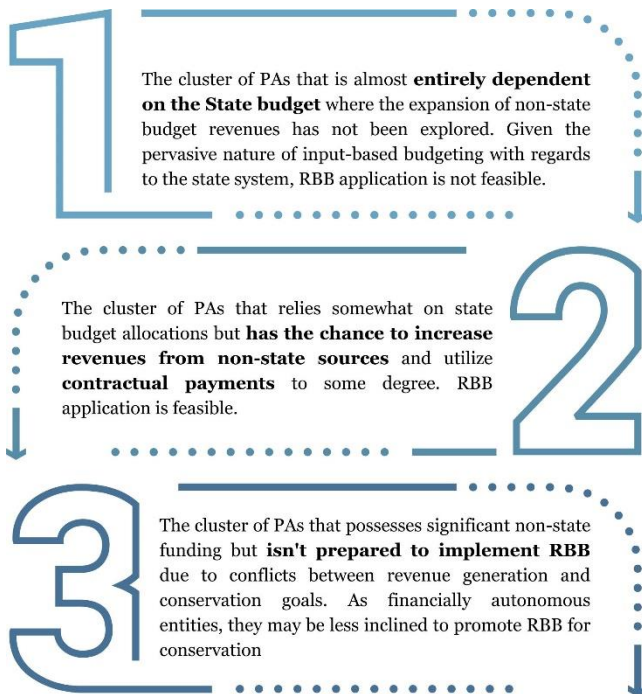 1
The cluster of PAs that is almost entirely dependent
on the State budget where the expansion of non-state
budget revenues has not been explored. Given the
pervasive nature of input-based budgeting with regards
to the state system, RBB application is not feasible.
2
The cluster of PAs that relies somewhat on state
budget allocations but has the chance to increase
revenues from non-state sources and utilize
contractual payments to some degree. RBB
application is feasible.
3
The cluster of PAs that possesses significant non-state
funding but isn't prepared to implement RBB
due to conflicts between revenue generation and
conservation goals. As financially autonomous
entities, they may be less inclined to promote RBB for
conservation